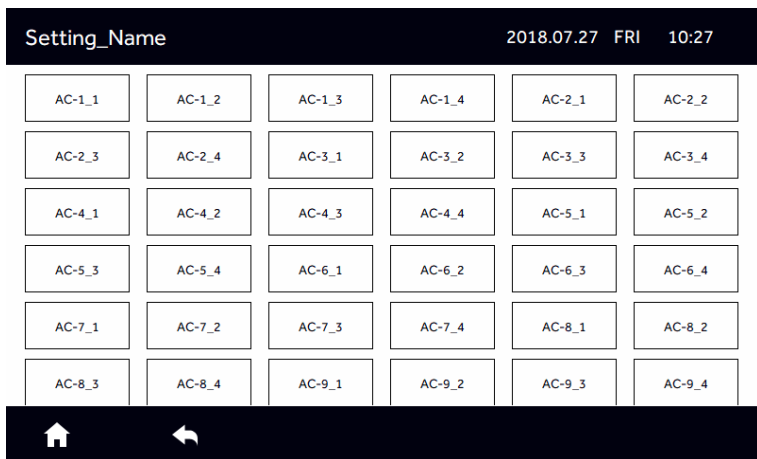 Setting_Name 2018.07.27 FRI 10:27
AC-1_1 AC-1_2 AC-1_3 AC-1_4 AC-2_1 AC-2_2
AC-2_3 AC-2_4 AC-3_1 AC-3_2 AC-3_3 AC-3_4
AC-4_1 AC-4_2 AC-4_3 AC-4_4 AC-5_1 AC-5_2
AC-5_3 AC-5_4 AC-6_1 AC-6_2 AC-6_3 AC-6_4
AC-7_1 AC-7_2 AC-7_3 AC-7_4 AC-8_1 AC-8_2
AC-8_3 AC-8_4 AC-9_1 AC-9_2 AC-9_3 AC-9_4